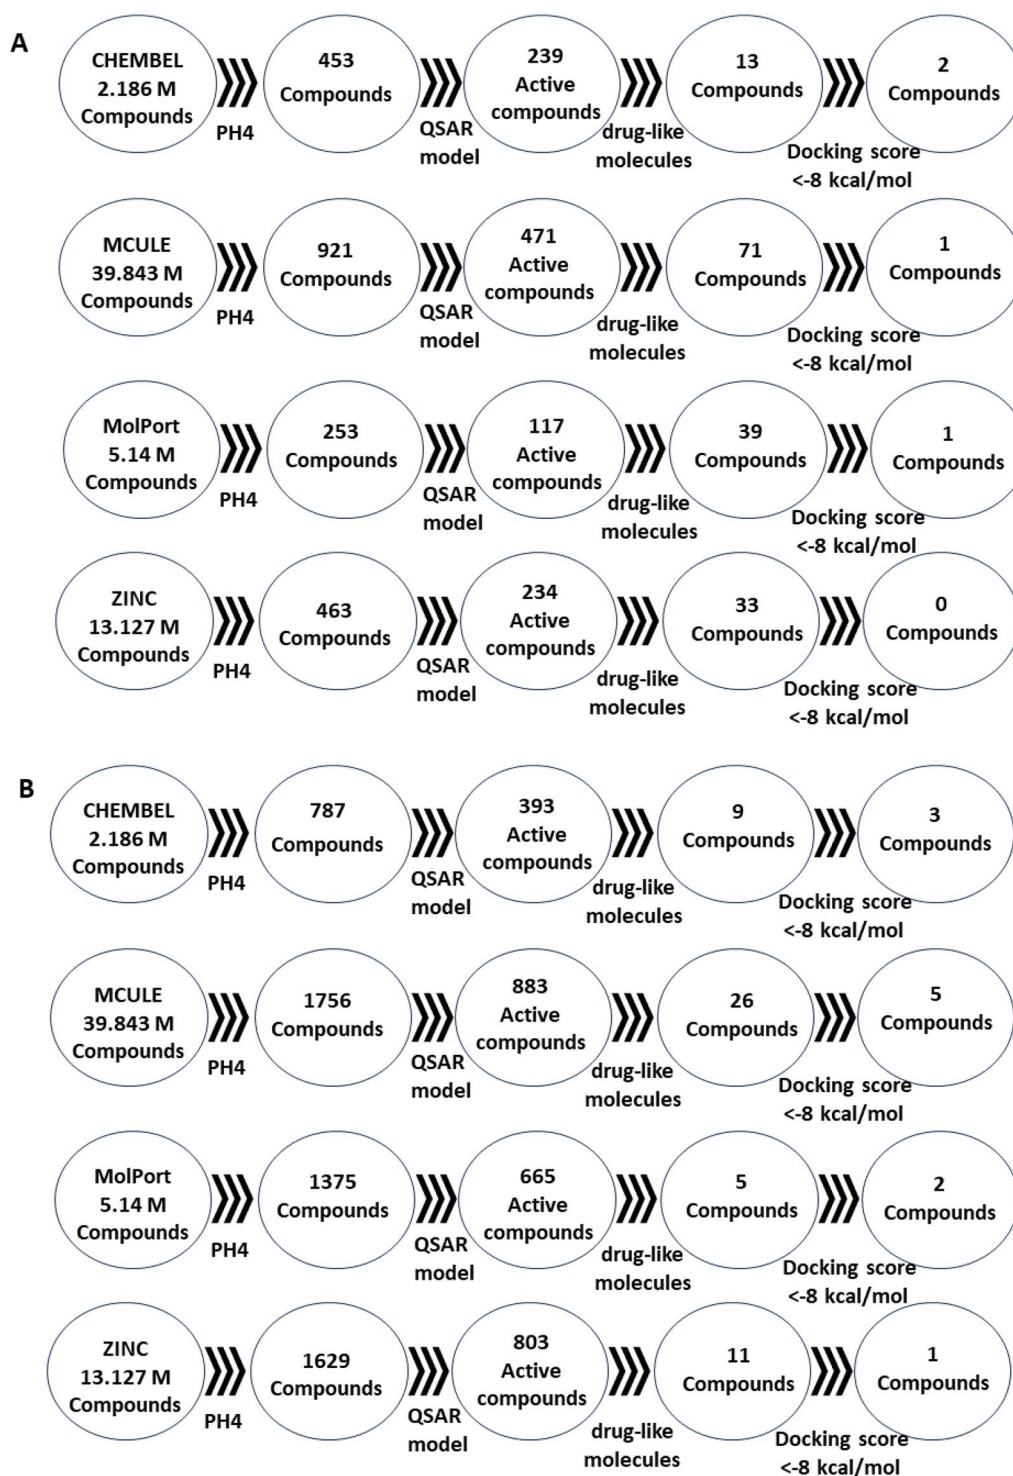 A
CHEMBEL
2.186 M
Compounds
PH4
453
Compounds
QSAR
model
239
Active
compounds
drug-like
molecules
13
Compounds
Docking score
<-8 kcal/mol
2
Compounds
MCULE
39.843 M
Compounds
PH4
921
Compounds
QSAR
model
471
Active
compounds
drug-like
molecules
71
Compounds
Docking score
<-8 kcal/mol
1
Compounds
MolPort
5.14 M
Compounds
PH4
253
Compounds
QSAR
model
117
Active
compounds
drug-like
molecules
39
Compounds
Docking score
<-8 kcal/mol
1
Compounds
ZINC
13.127 M
Compounds
PH4
463
Compounds
QSAR
model
234
Active
compounds
drug-like
molecules
33
Compounds
Docking score
<-8 kcal/mol
0
Compounds
B
CHEMBEL
2.186 M
Compounds
PH4
787
Compounds
QSAR
model
393
Active
compounds
drug-like
molecules
9
Compounds
Docking score
<-8 kcal/mol
3
Compounds
MCULE
39.843 M
Compounds
PH4
1756
Compounds
QSAR
model
883
Active
compounds
drug-like
molecules
26
Compounds
Docking score
<-8 kcal/mol
5
Compounds
MolPort
5.14 M
Compounds
PH4
1375
Compounds
QSAR
model
665
Active
compounds
drug-like
molecules
5
Compounds
Docking score
<-8 kcal/mol
2
Compounds
ZINC
13.127 M
Compounds
PH4
1629
Compounds
QSAR
model
803
Active
compounds
drug-like
molecules
11
Compounds
Docking score
<-8 kcal/mol
1
Compounds